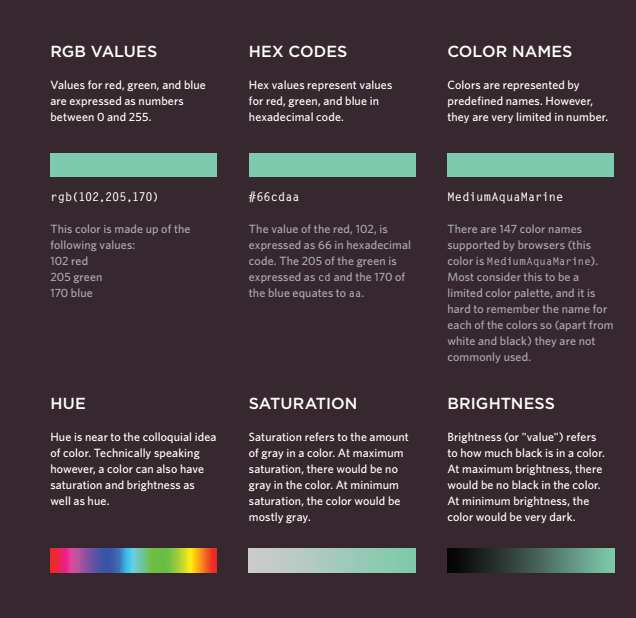 RGB VALUES
Values for red, green, and blue
are expressed as numbers
between 0 and 255.
rgb(102,205,170)
This color is made up of the
following values:
102 red
205 green
170 blue
HEX CODES
Hex values represent values
for red, green, and blue in
hexadecimal code.
#66cdaa
The value of the red, 102, is
expressed as 66 in hexadecimal
code. The 205 of the green is
expressed as cd and the 170 of
the blue equates to aa.
COLOR NAMES
Colors are represented by
predefined names. However,
they are very limited in number.
MediumAquaMarine
There are 147 color names
supported by browsers (this
color is MediumAquaMarine).
Most consider this to be a
limited color palette, and it is
hard to remember the name for
each of the colors so (apart from
white and black) they are not
commonly used.
HUE
Hue is near to the colloquial idea
of color. Technically speaking
however, a color can also have
saturation and brightness as
well as hue.
SATURATION
Saturation refers to the amount
of gray in a color. At maximum
saturation, there would be no
gray in the color. At minimum
saturation, the color would be
mostly gray.
BRIGHTNESS
Brightness (or "value") refers
to how much black is in a color.
At maximum brightness, there
would be no black in the color.
At minimum brightness, the
color would be very dark.